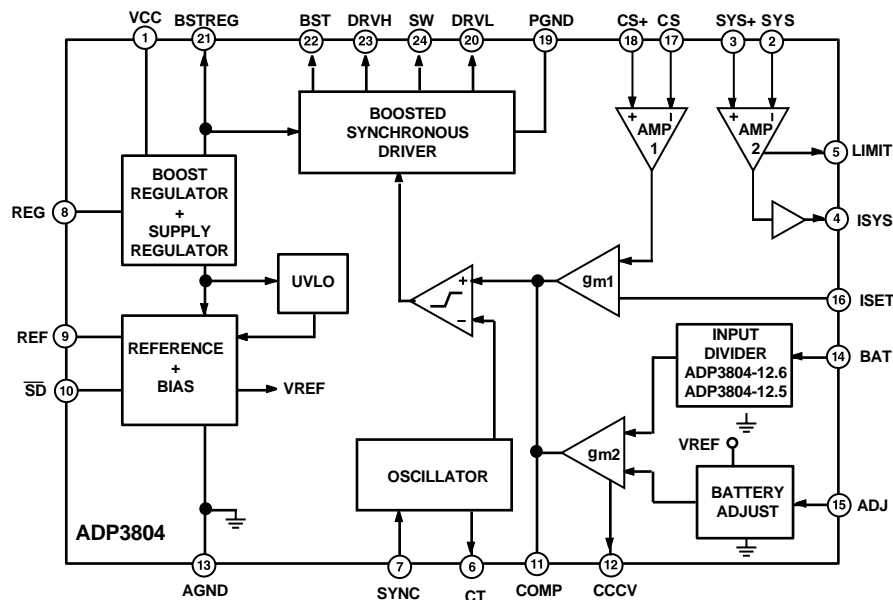 VCC BSTREG BST DRVH SW DRVL PGND CS+ CS SYS+ SYS
1 21 22 23 24 20 19 18 17 3 2
BOOSTED
SYNCHRONOUS
DRIVER
+ –
AMP
1
+ –
AMP
2
5 LIMIT
4 ISYS
REG 8
BOOST
REGULATOR
+
SUPPLY
REGULATOR
UVLO
+
–
gm1
16 ISET
REF 9
SD 10
REFERENCE
+
BIAS
VREF
INPUT
DIVIDER
ADP3804-12.6
ADP3804-12.5
14 BAT
gm2
VREF
OSCILLATOR
BATTERY
ADJUST
15 ADJ
ADP3804
13 7 6 11 12
AGND SYNC CT COMP CCCV